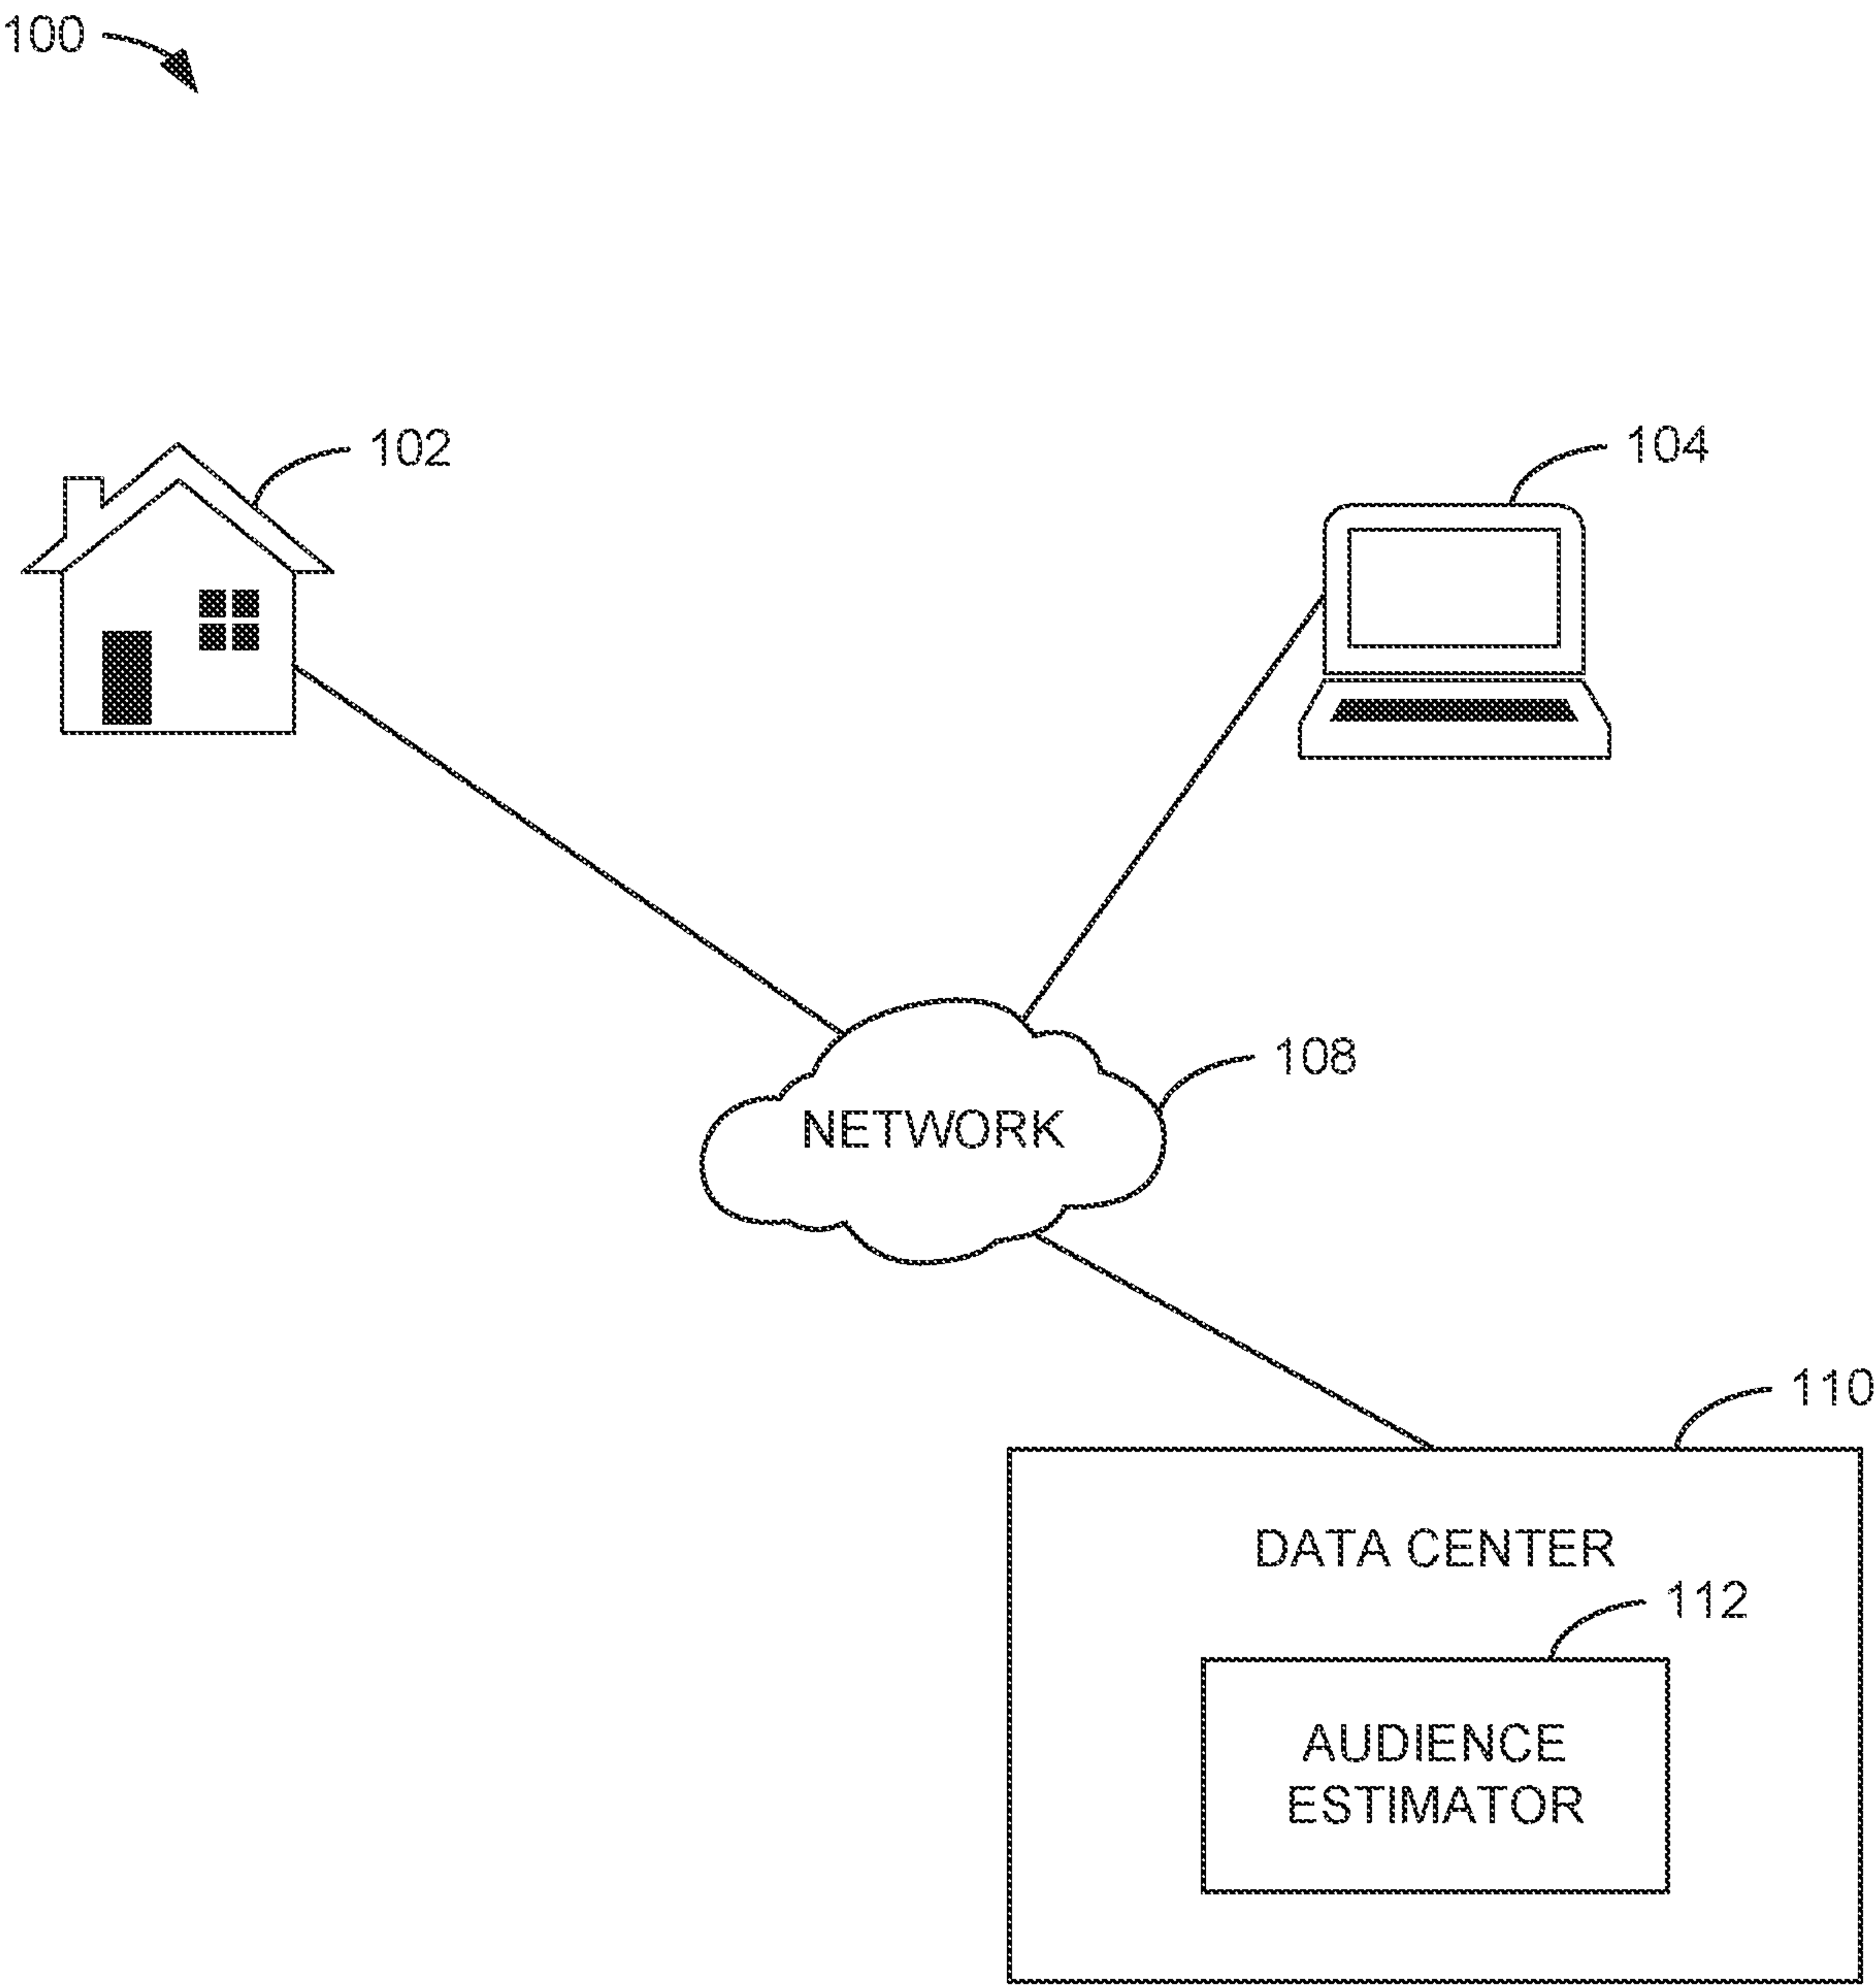 100
102
104
108
NETWORK
110
DATA CENTER
112
AUDIENCE
ESTIMATOR